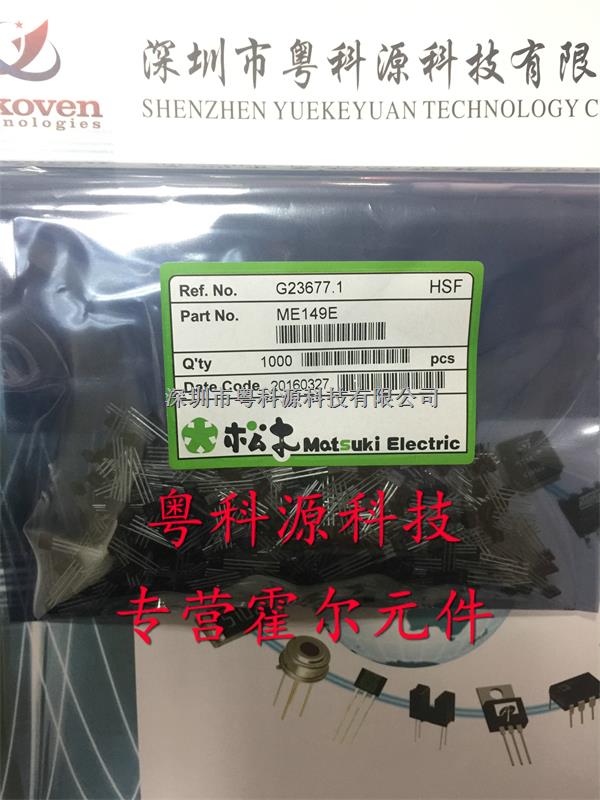 深圳市粤科源科技有限
SHENZHEN YUEKEYUAN TECHNOLOGY C
koven
nologies
Ref. No. G23677.1 HSF
Part No. ME149E
Q'ty 1000 pcs
Date Code 20160327
深圳市粤科源科技有限公司
松木 Matsuki Electric
粤科源科技
专营霍尔元件